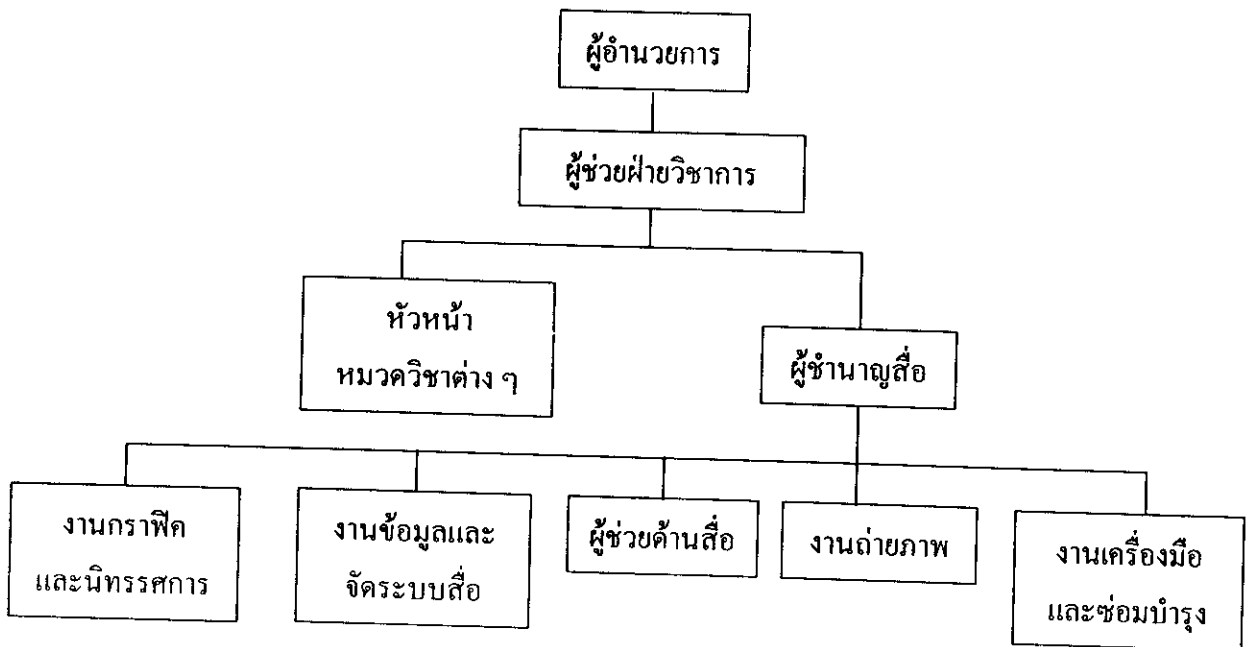 ผู้อำนวยการ
ผู้ช่วยฝ่ายวิชาการ
หัวหน้า
หมวดวิชาต่าง ๆ
ผู้ชำนาญสื่อ
งานกราฟิค
และนิทรรศการ
งานข้อมูลและ
จัดระบบสื่อ
ผู้ช่วยด้านสื่อ
งานถ่ายภาพ
งานเครื่องมือ
และซ่อมบำรุง